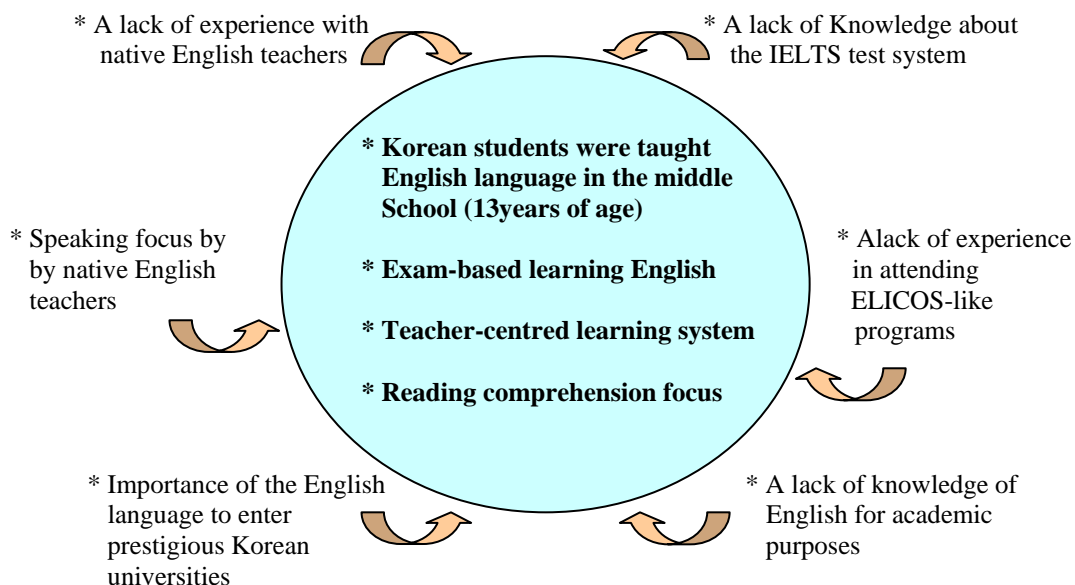 * A lack of experience with
native English teachers
* A lack of Knowledge about
the IELTS test system
* Korean students were taught
English language in the middle
School (13years of age)
* Exam-based learning English
* Teacher-centred learning system
* Reading comprehension focus
* Speaking focus by
by native English
teachers
* Alack of experience
in attending
ELICOS-like
programs
* Importance of the English
language to enter
prestigious Korean
universities
* A lack of knowledge of
English for academic
purposes